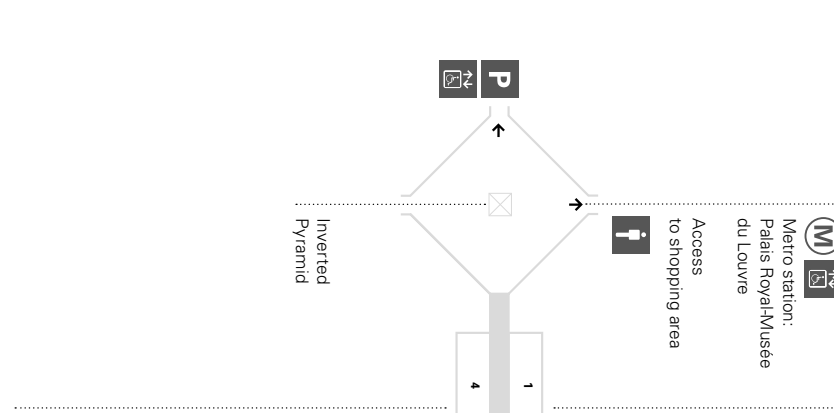 P
M
Metro station:
Palais Royal-Musée
du Louvre
Access
to shopping area
i
Inverted
Pyramid
1
4